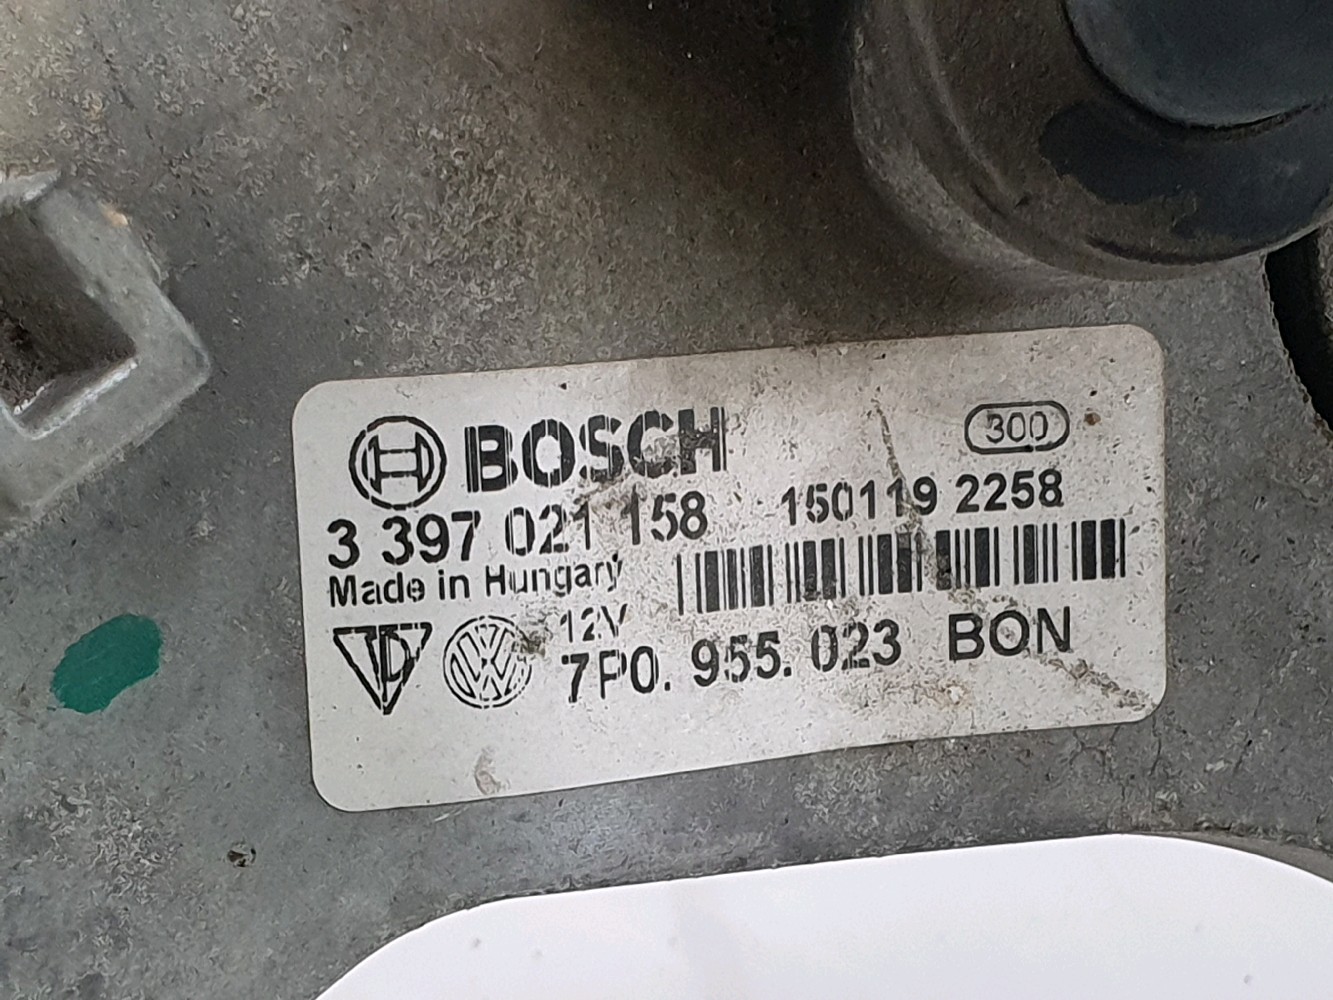 BOSCH
300
3 397 021 158 150119 2258
Made in Hungary
12V
7P0. 955. 023 BON